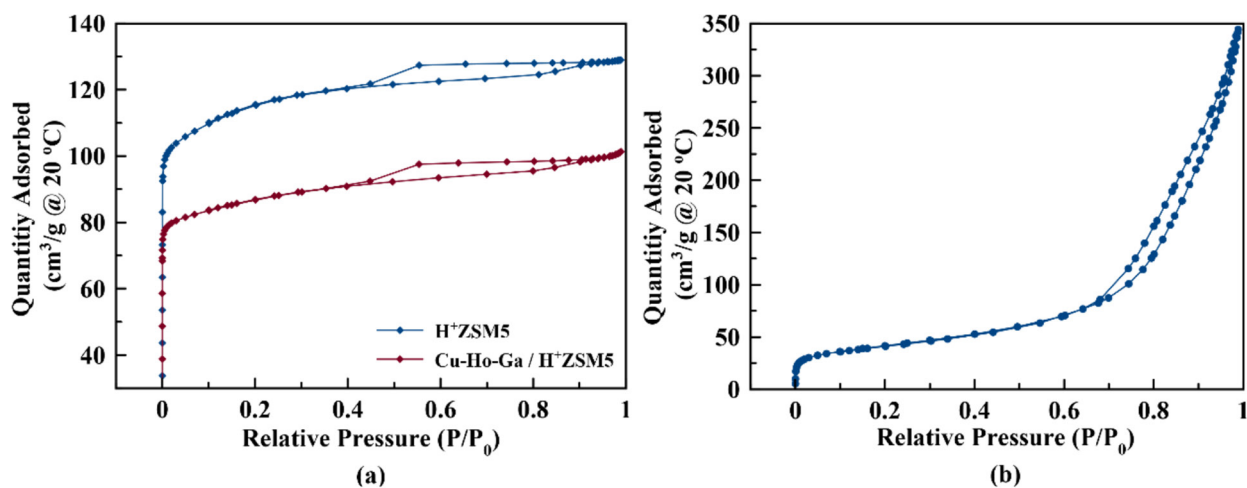 140
120
100
80
60
40
Quantitiy Adsorbed
(cm³/g @ 20 ºC)
H⁺ZSM5
Cu-Ho-Ga / H⁺ZSM5
0 0.2 0.4 0.6 0.8 1
Relative Pressure (P/P₀)
(a)
350
300
250
200
150
100
50
0
Quantitiy Adsorbed
(cm³/g @ 20 ºC)
0 0.2 0.4 0.6 0.8 1
Relative Pressure (P/P₀)
(b)